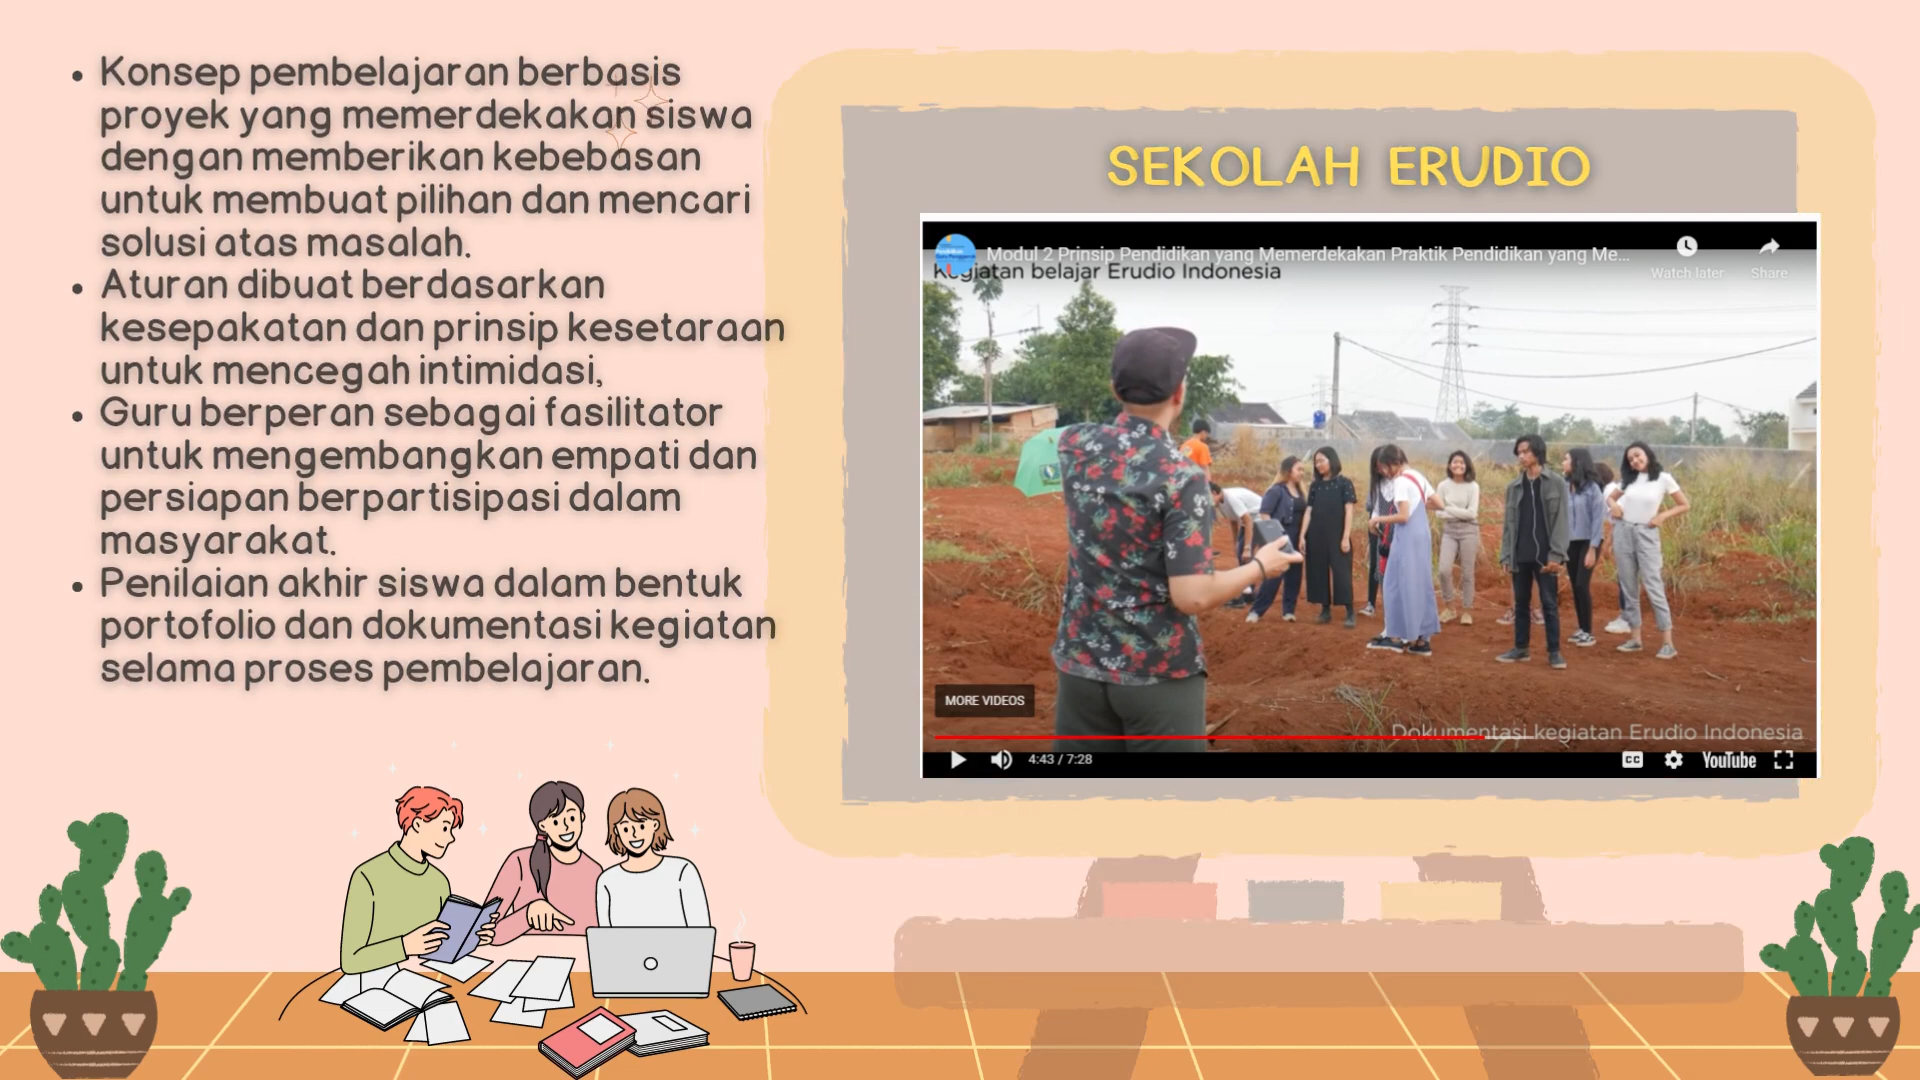 • Konsep pembelajaran berbasis
proyek yang memerdekakan siswa
dengan memberikan kebebasan
untuk membuat pilihan dan mencari
solusi atas masalah.
• Aturan dibuat berdasarkan
kesepakatan dan prinsip kesetaraan
untuk mencegah intimidasi,
• Guru berperan sebagai fasilitator
untuk mengembangkan empati dan
persiapan berpartisipasi dalam
masyarakat.
• Penilaian akhir siswa dalam bentuk
portofolio dan dokumentasi kegiatan
selama proses pembelajaran.
SEKOLAH ERUDIO
Modul 2 Prinsip Pendidikan yang Memerdekakan Praktik Pendidikan yang Me...
Watch later
Share
Kegiatan belajar Erudio Indonesia
MORE VIDEOS
Dokumentasi kegiatan Erudio Indonesia
4:43 / 7:28
CC
YouTube